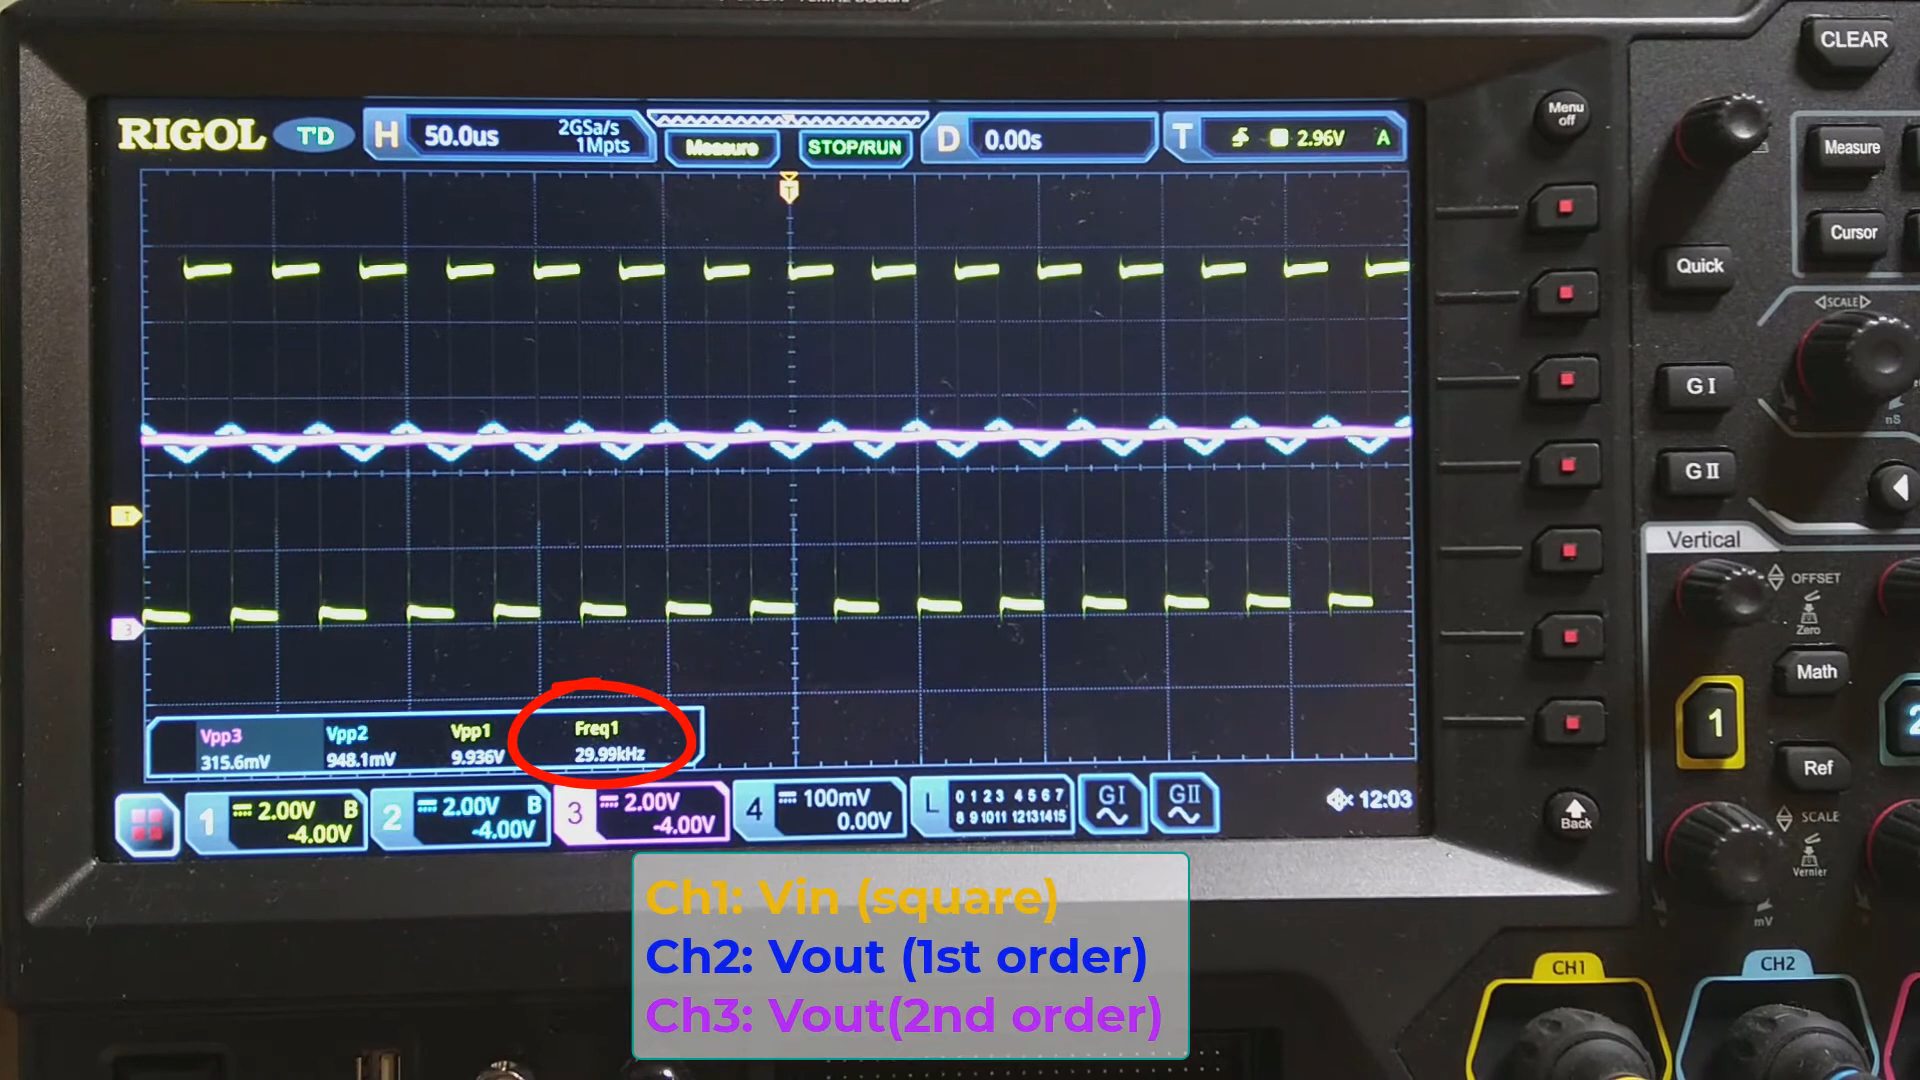 RIGOL T'D H 50.0us 2GSa/s 1Mpts Measure STOP/RUN D 0.00s T 2.96V A
T
T
3
Vpp3 Vpp2 Vpp1 Freq1
315.6mV 948.1mV 9.936V 29.99kHz
1 2.00V B -4.00V
2 2.00V B -4.00V
3 2.00V -4.00V
4 100mV 0.00V
L 0 1 2 3 4 5 6 7
8 9 10 11 12 13 14 15
GI GII
12:03
Ch1: Vin (square)
Ch2: Vout (1st order)
Ch3: Vout(2nd order)
CLEAR
Menu off
Measure
Cursor
Quick
SCALE
nS
G I
G II
Vertical
OFFSET
Zero
Math
1
2
Ref
SCALE
Vernier
mV
Back
CH1
CH2